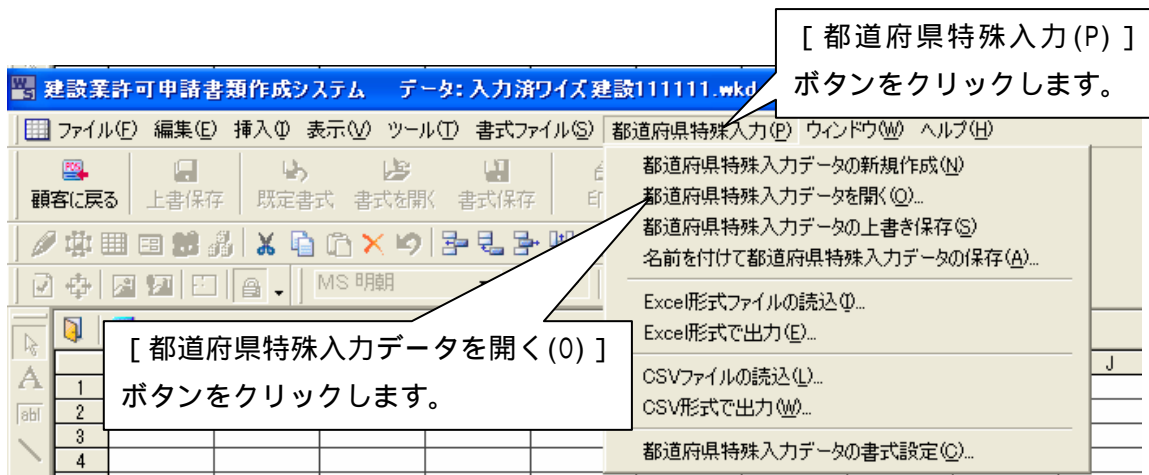 [都道府県特殊入力(P)]
ボタンをクリックします。
建設業許可申請書類作成システム データ: 入力済ワイズ建設111111.wkd
ファイル(F) 編集(E) 挿入(I) 表示(V) ツール(T) 書式ファイル(S) 都道府県特殊入力(P) ウィンドウ(W) ヘルプ(H)
顧客に戻る 上書保存 既定書式 書式を開く 書式保存
都道府県特殊入力データの新規作成(N)
都道府県特殊入力データを開く(O)...
都道府県特殊入力データの上書き保存(S)
名前を付けて都道府県特殊入力データの保存(A)...
Excel形式ファイルの読込(I)...
Excel形式で出力(E)...
CSVファイルの読込(L)...
CSV形式で出力(W)...
都道府県特殊入力データの書式設定(C)...
MS 明朝
[都道府県特殊入力データを開く(O)]
ボタンをクリックします。
J
A
abl
1
2
3
4